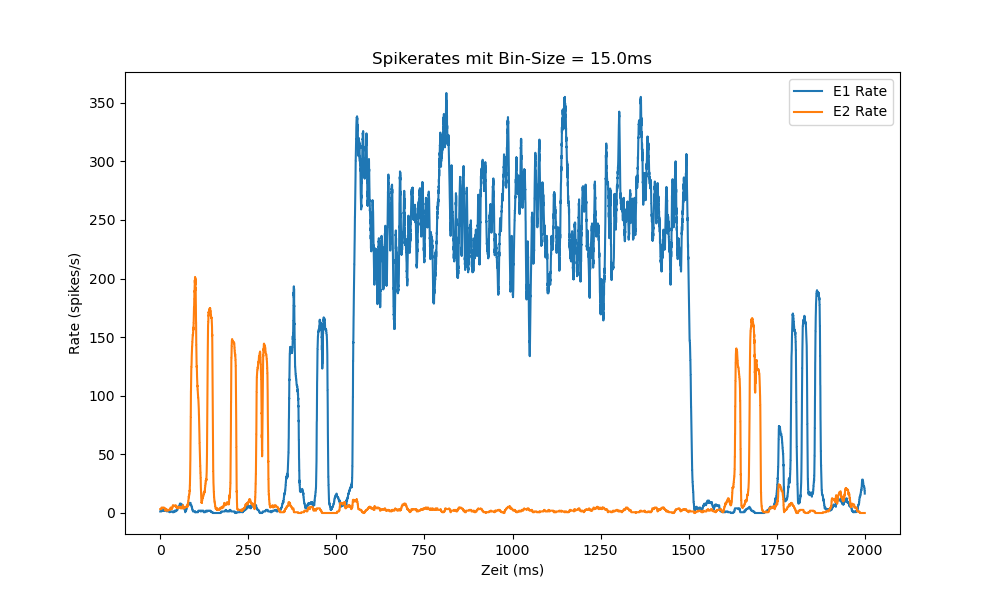 Spikerates mit Bin-Size = 15.0ms
E1 Rate
E2 Rate
Rate (spikes/s)
350
300
250
200
150
100
50
0
0 250 500 750 1000 1250 1500 1750 2000
Zeit (ms)